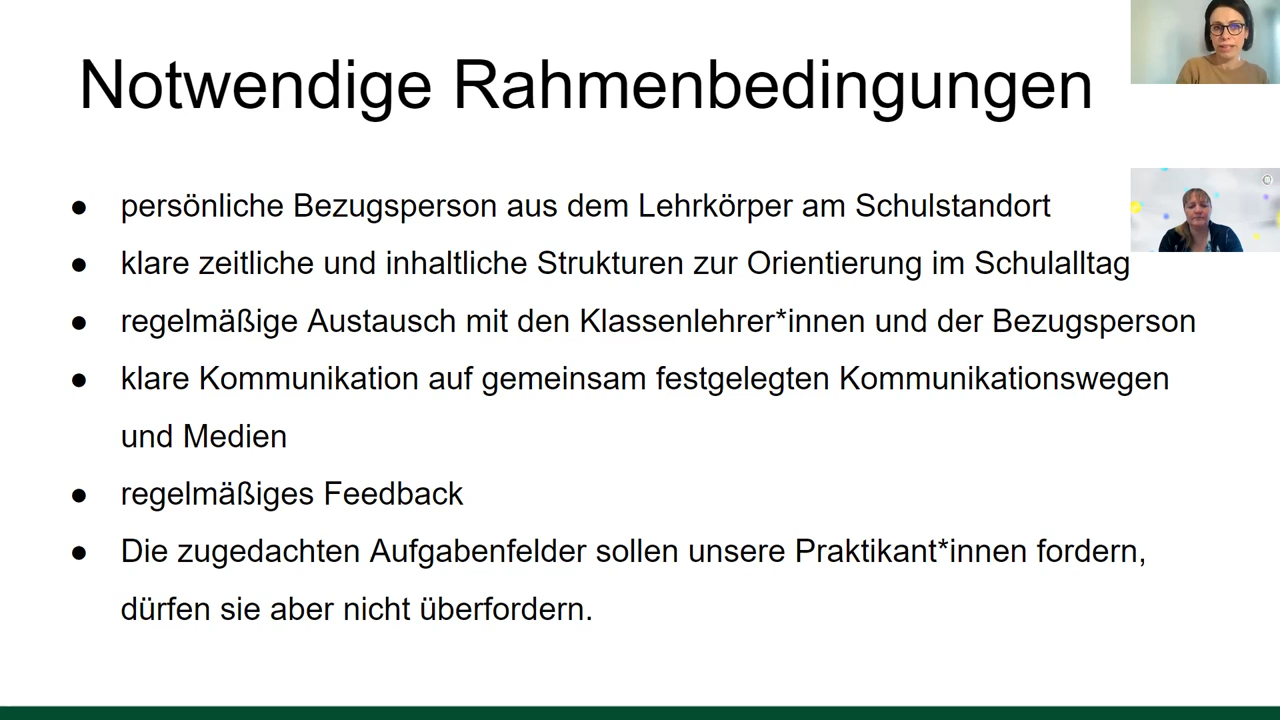 Notwendige Rahmenbedingungen
● persönliche Bezugsperson aus dem Lehrkörper am Schulstandort
● klare zeitliche und inhaltliche Strukturen zur Orientierung im Schulalltag
● regelmäßige Austausch mit den Klassenlehrer*innen und der Bezugsperson
● klare Kommunikation auf gemeinsam festgelegten Kommunikationswegen
und Medien
● regelmäßiges Feedback
● Die zugedachten Aufgabenfelder sollen unsere Praktikant*innen fordern,
dürfen sie aber nicht überfordern.